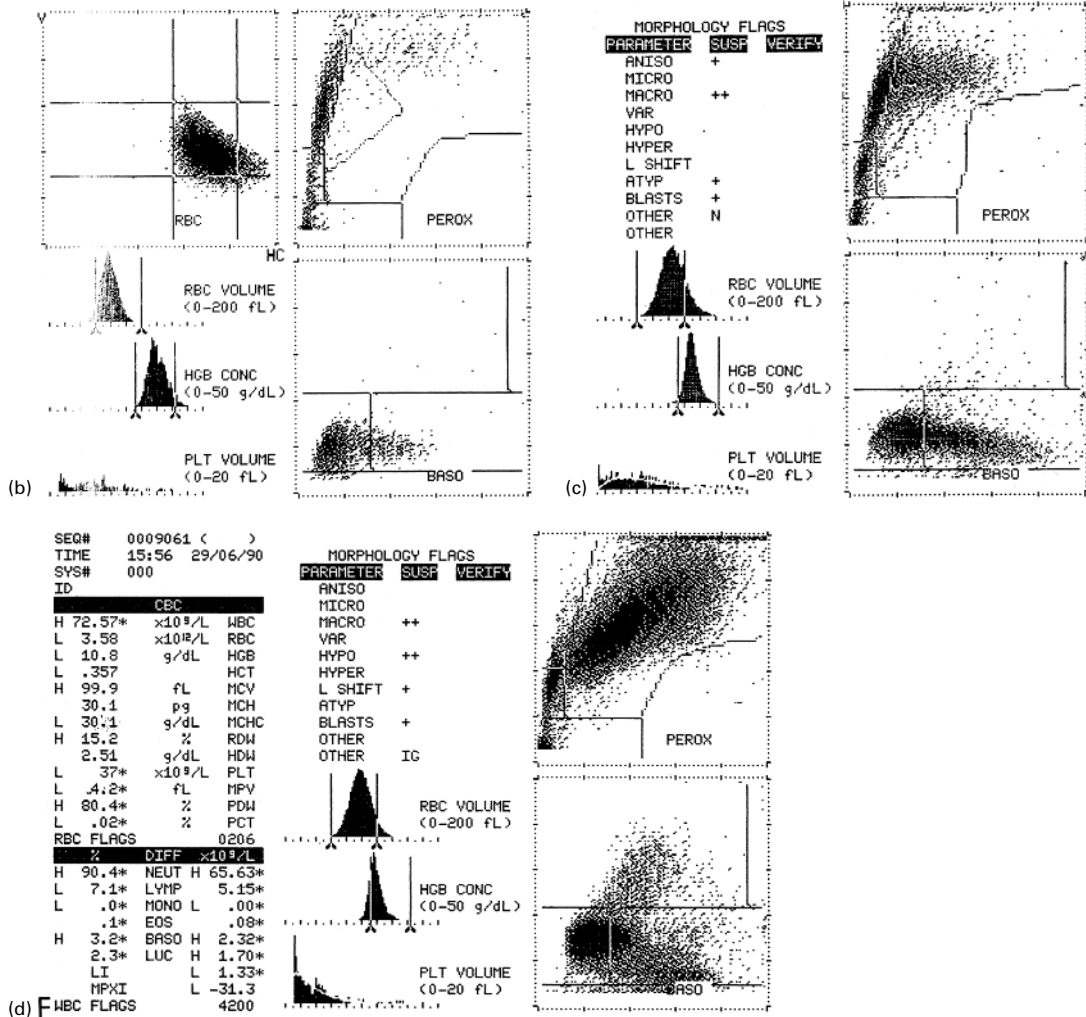 V
RBC
PEROX
HC
RBC VOLUME
(0–200 fL)
HGB CONC
(0–50 g/dL)
PLT VOLUME
(0–20 fL)
BASO
(b)
MORPHOLOGY FLAGS
PARAMETER SUSP VERIFY
ANISO +
MICRO
MACRO ++
VAR
HYPO
HYPER
L SHIFT
ATYP +
BLASTS +
OTHER N
OTHER
PEROX
RBC VOLUME
(0–200 fL)
HGB CONC
(0–50 g/dL)
PLT VOLUME
(0–20 fL)
BASO
(c)
SEQ# 0009061 ( )
TIME 15:56 29/06/90
SYS# 000
ID
CBC
H 72.57* x10⁹/L WBC
L 3.58 x10¹²/L RBC
L 10.8 g/dL HGB
L .357 HCT
H 99.9 fL MCV
30.1 pg MCH
L 30.1 g/dL MCHC
H 15.2 % RDW
2.51 g/dL HDW
L 37* x10⁹/L PLT
L 4.2* fL MPV
H 80.4* % PDW
L .02* % PCT
RBC FLAGS 0206
% DIFF x10⁹/L
H 90.4* NEUT H 65.63*
L 7.1* LYMP 5.15*
L .0* MONO L .00*
.1* EOS .08*
H 3.2* BASO H 2.32*
2.3* LUC H 1.70*
LI L 1.33*
MPXI L -31.3
(d) F WBC FLAGS 4200
MORPHOLOGY FLAGS
PARAMETER SUSP VERIFY
ANISO
MICRO
MACRO ++
VAR
HYPO ++
HYPER
L SHIFT +
ATYP
BLASTS +
OTHER
OTHER IG
RBC VOLUME
(0–200 fL)
HGB CONC
(0–50 g/dL)
PLT VOLUME
(0–20 fL)
PEROX
BASO